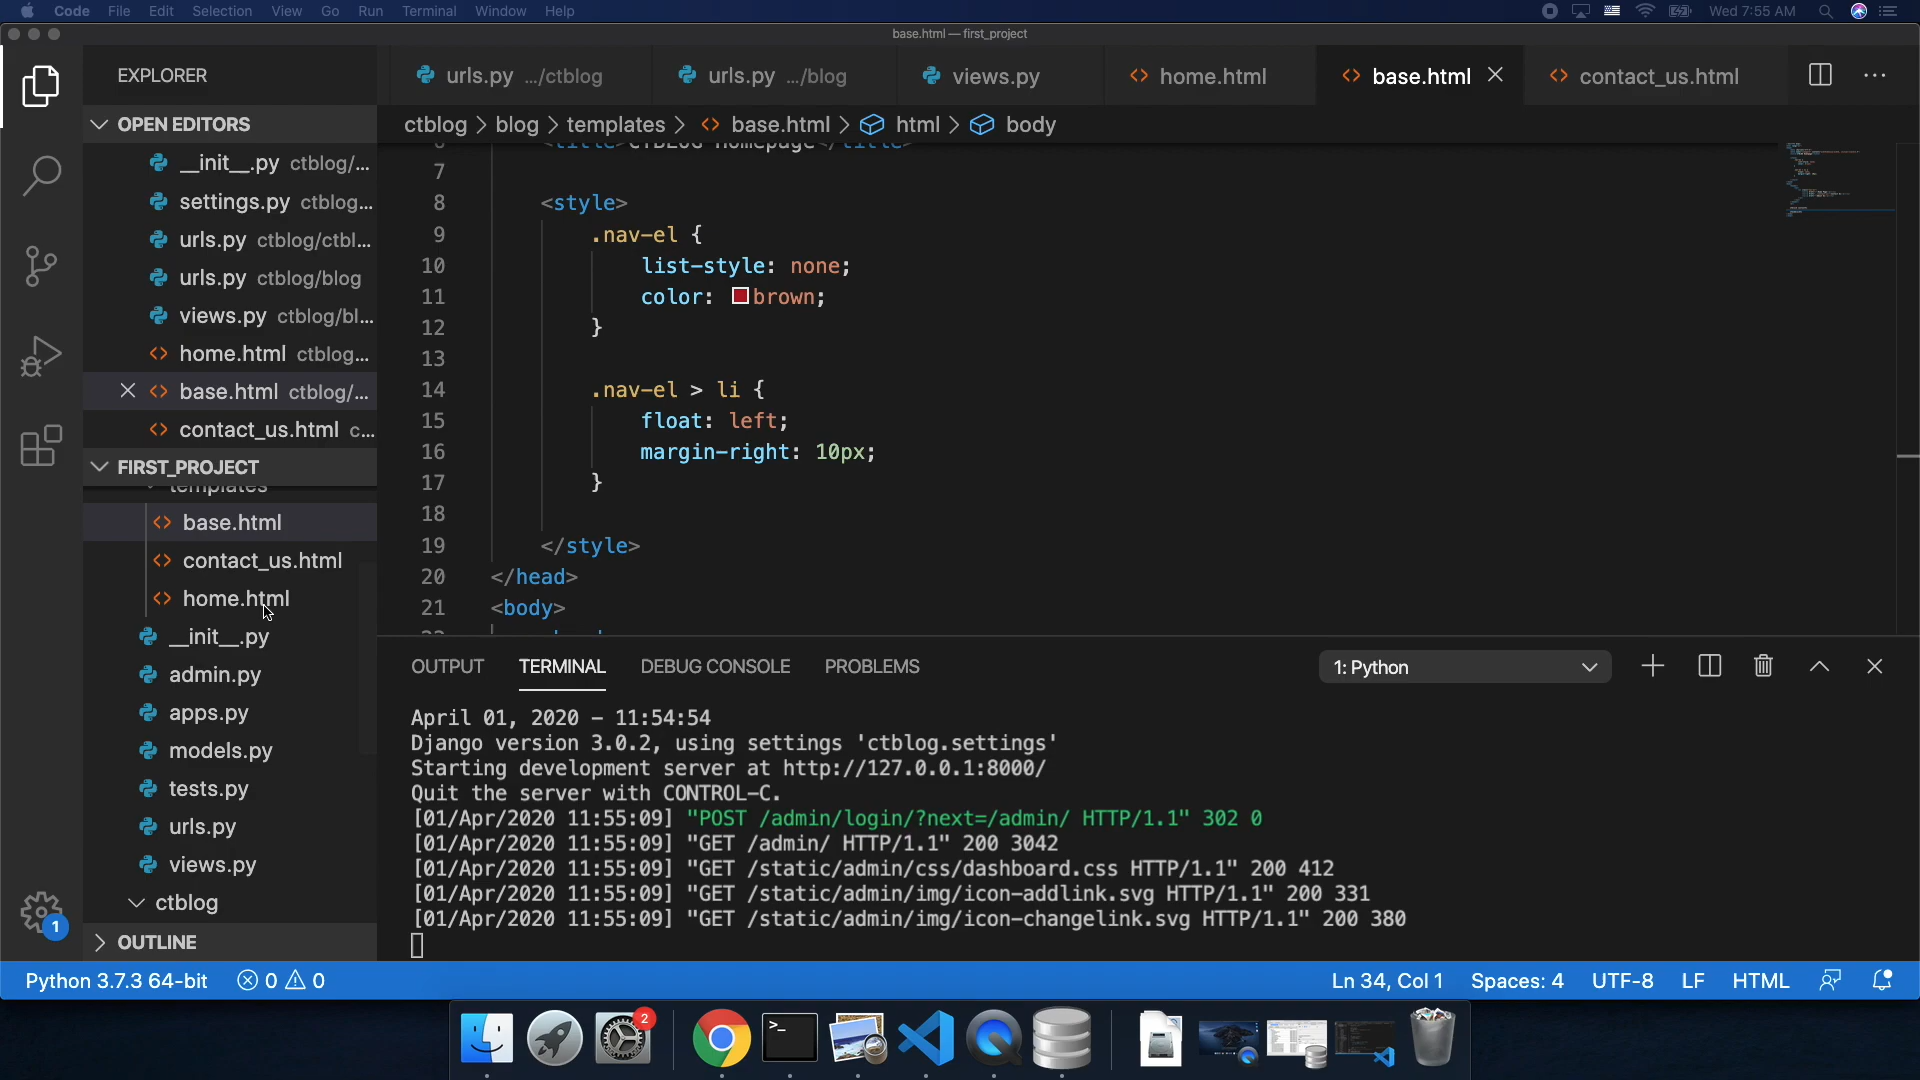 Code File Edit Selection View Go Run Terminal Window Help Wed 7:55 AM
base.html — first_project
EXPLORER
urls.py .../ctblog
urls.py .../blog
views.py
home.html
base.html
contact_us.html
OPEN EDITORS
__init__.py ctblog/...
settings.py ctblog...
urls.py ctblog/ctbl...
urls.py ctblog/blog
views.py ctblog/bl...
home.html ctblog...
base.html ctblog/...
contact_us.html c...
FIRST_PROJECT
templates
base.html
contact_us.html
home.html
__init__.py
admin.py
apps.py
models.py
tests.py
urls.py
views.py
ctblog
OUTLINE
ctblog > blog > templates > base.html > html > body
6 <title>CTBLOG Homepage</title>
7
8 <style>
9 .nav-el {
10 list-style: none;
11 color: brown;
12 }
13
14 .nav-el > li {
15 float: left;
16 margin-right: 10px;
17 }
18
19 </style>
20 </head>
21 <body>
OUTPUT TERMINAL DEBUG CONSOLE PROBLEMS 1: Python
April 01, 2020 - 11:54:54
Django version 3.0.2, using settings 'ctblog.settings'
Starting development server at http://127.0.0.1:8000/
Quit the server with CONTROL-C.
[01/Apr/2020 11:55:09] "POST /admin/login/?next=/admin/ HTTP/1.1" 302 0
[01/Apr/2020 11:55:09] "GET /admin/ HTTP/1.1" 200 3042
[01/Apr/2020 11:55:09] "GET /static/admin/css/dashboard.css HTTP/1.1" 200 412
[01/Apr/2020 11:55:09] "GET /static/admin/img/icon-addlink.svg HTTP/1.1" 200 331
[01/Apr/2020 11:55:09] "GET /static/admin/img/icon-changelink.svg HTTP/1.1" 200 380
1
Python 3.7.3 64-bit 0 0 Ln 34, Col 1 Spaces: 4 UTF-8 LF HTML
2